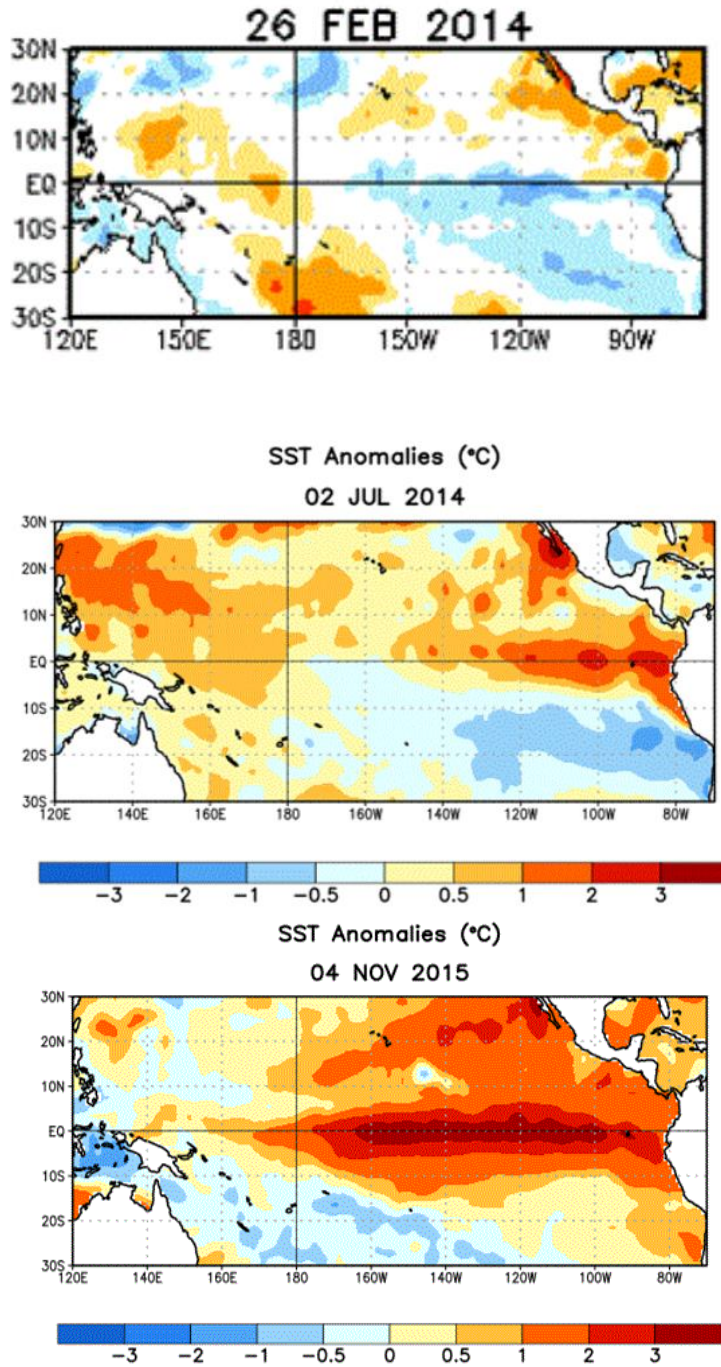 26 FEB 2014
30N
20N
10N
EQ
10S
20S
30S
120E 150E 180 150W 120W 90W
SST Anomalies (°C)
02 JUL 2014
30N
20N
10N
EQ
10S
20S
30S
120E 140E 160E 180 160W 140W 120W 100W 80W
-3 -2 -1 -0.5 0 0.5 1 2 3
SST Anomalies (°C)
04 NOV 2015
30N
20N
10N
EQ
10S
20S
30S
120E 140E 160E 180 160W 140W 120W 100W 80W
-3 -2 -1 -0.5 0 0.5 1 2 3